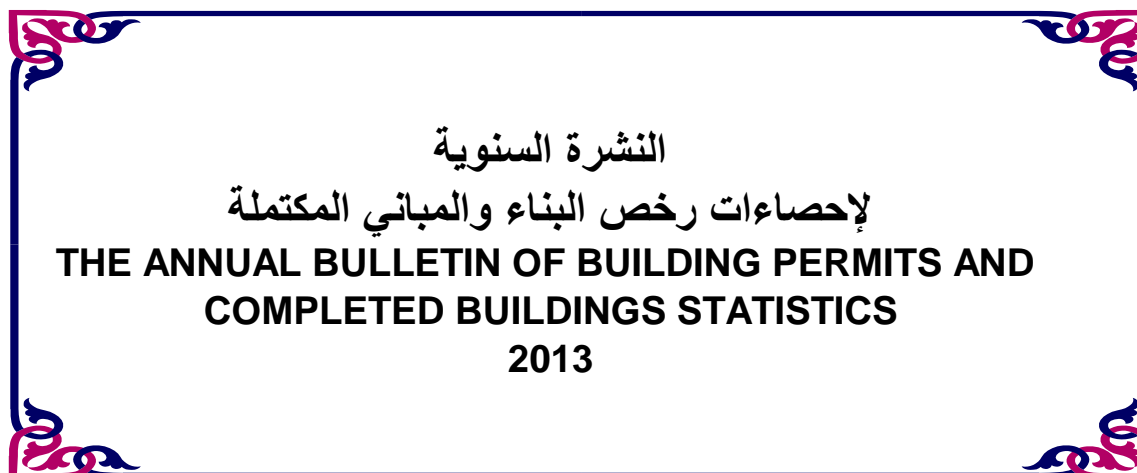 النشرة السنوية
لإحصاءات رخص البناء والمباني المكتملة
THE ANNUAL BULLETIN OF BUILDING PERMITS AND
COMPLETED BUILDINGS STATISTICS
2013